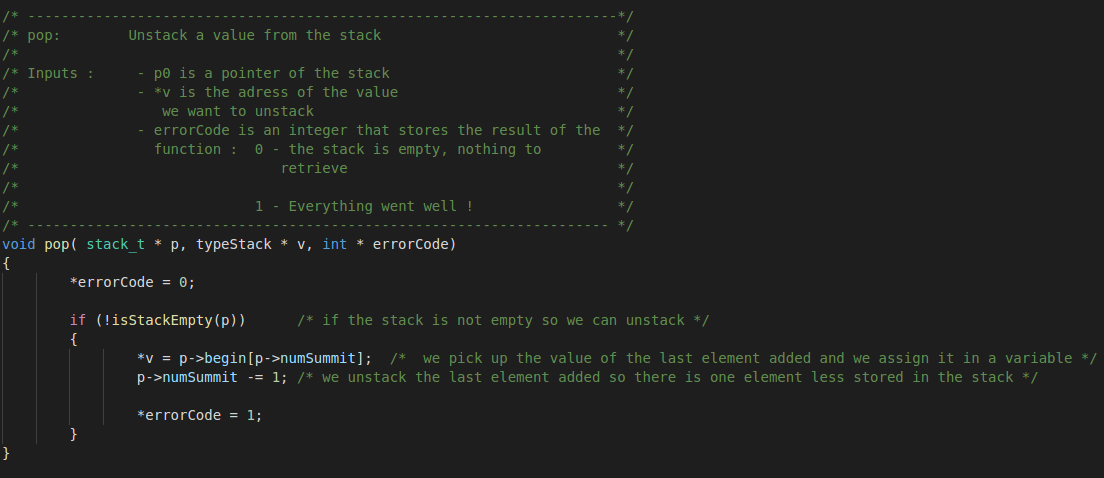 /* ----------------------------------------------------------------------*/
/* pop:        Unstack a value from the stack                            */
/*                                                                       */
/* Inputs :     - p0 is a pointer of the stack                           */
/*              - *v is the adress of the value                          */
/*                 we want to unstack                                    */
/*              - errorCode is an integer that stores the result of the  */
/*                function :  0 - the stack is empty, nothing to         */
/*                               retrieve                                */
/*                                                                       */
/*                            1 - Everything went well !                 */
/* --------------------------------------------------------------------- */
void pop( stack_t * p, typeStack * v, int * errorCode)
{
        *errorCode = 0;
        if (!isStackEmpty(p))      /* if the stack is not empty so we can unstack */
        {
                *v = p->begin[p->numSummit];  /*  we pick up the value of the last element added and we assign it in a variable */
                p->numSummit -= 1; /* we unstack the last element added so there is one element less stored in the stack */
                *errorCode = 1;
        }
}